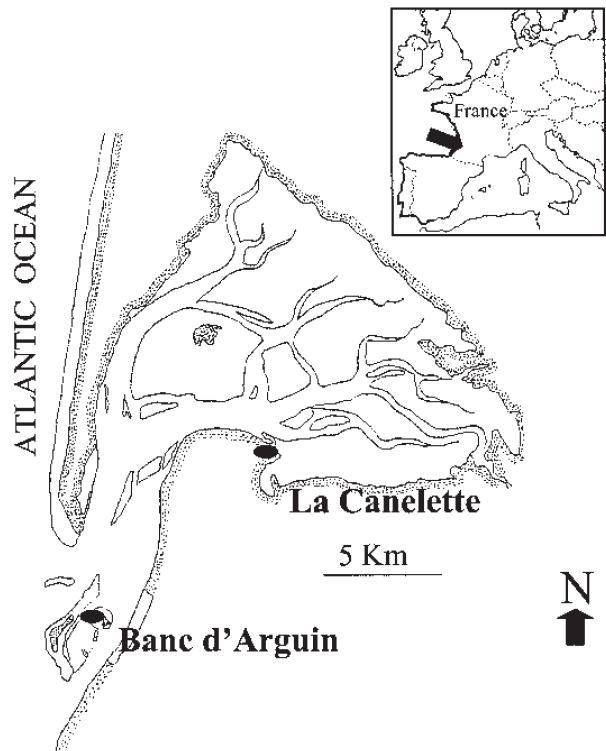 France
ATLANTIC OCEAN
La Canelette
5 Km
N
Banc d’Arguin